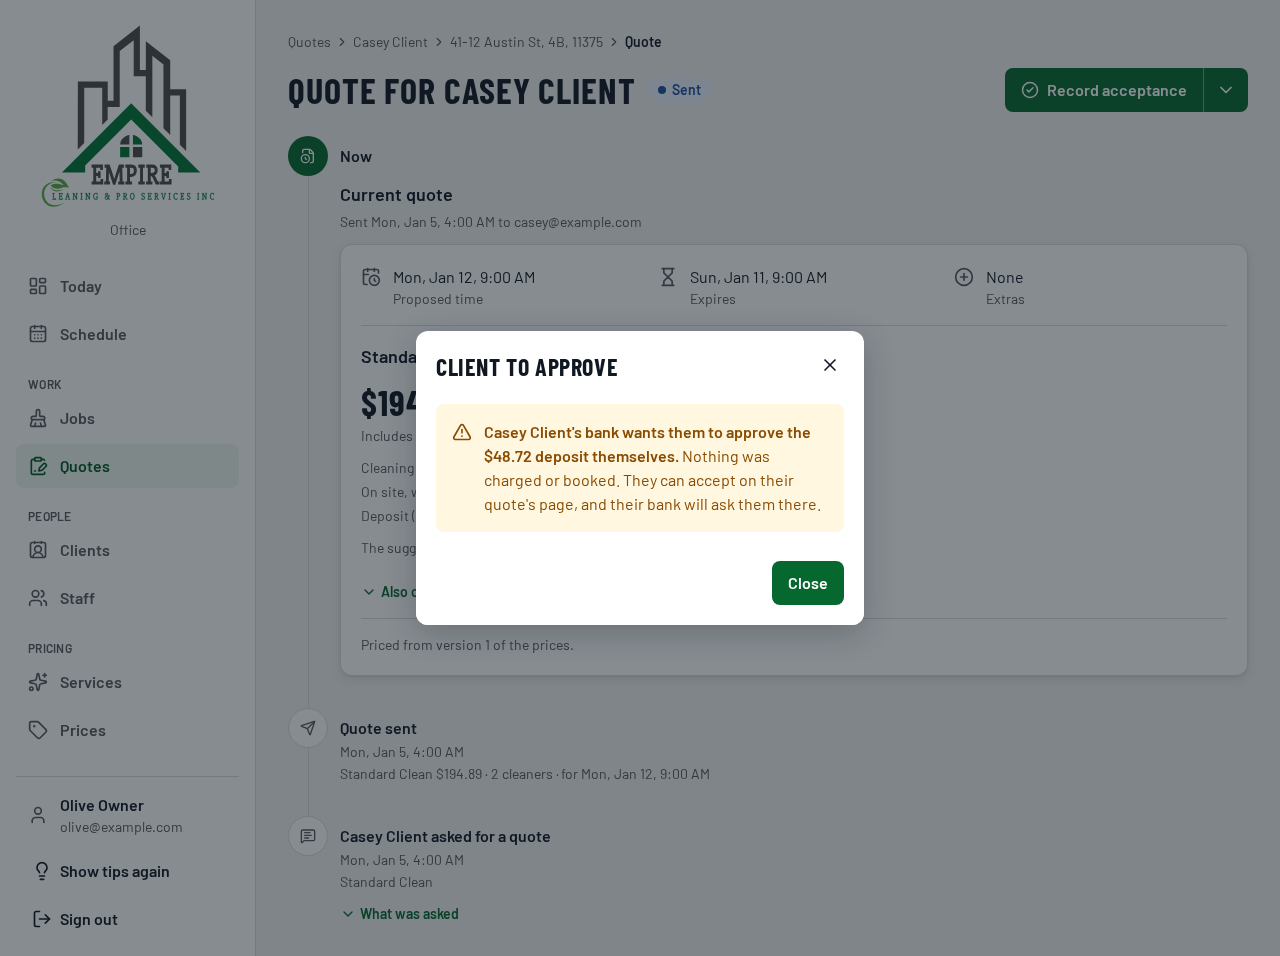 EMPIRE
LEANING & PRO SERVICES INC
Office
Today
Schedule
WORK
Jobs
Quotes
PEOPLE
Clients
Staff
PRICING
Services
Prices
Olive Owner
olive@example.com
Show tips again
Sign out
Quotes > Casey Client > 41-12 Austin St, 4B, 11375 > Quote
QUOTE FOR CASEY CLIENT
Sent
Record acceptance
Now
Current quote
Sent Mon, Jan 5, 4:00 AM to casey@example.com
Mon, Jan 12, 9:00 AM
Proposed time
Sun, Jan 11, 9:00 AM
Expires
None
Extras
$194
Includes
Cleaning
On site,
Deposit (
The
Also
CLIENT TO APPROVE
Casey Client's bank wants them to approve the
$48.72 deposit themselves. Nothing was
charged or booked. They can accept on their
quote's page, and their bank will ask them there.
Close
Priced from version 1 of the prices.
Quote sent
Mon, Jan 5, 4:00 AM
Standard Clean $194.89 · 2 cleaners · for Mon, Jan 12, 9:00 AM
Casey Client asked for a quote
Mon, Jan 5, 4:00 AM
Standard Clean
What was asked